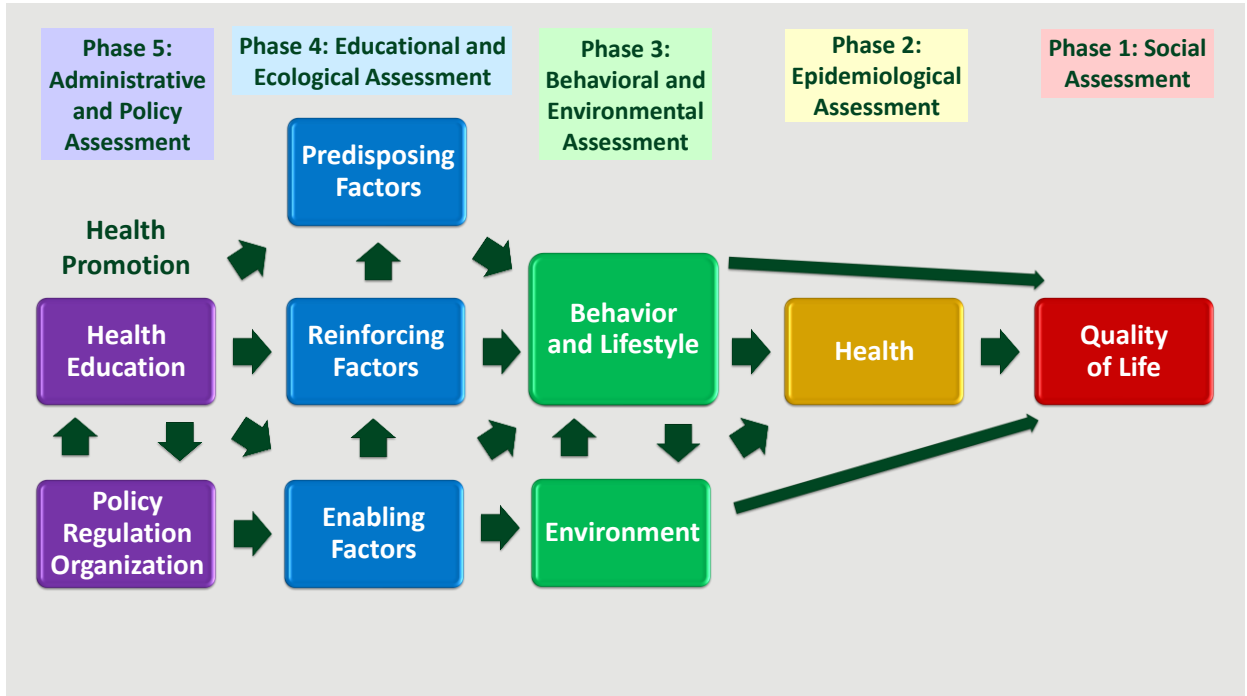 Phase 5:
Administrative
and Policy
Assessment
Phase 4: Educational and
Ecological Assessment
Phase 3:
Behavioral and
Environmental
Assessment
Phase 2:
Epidemiological
Assessment
Phase 1: Social
Assessment
Predisposing
Factors
Health
Promotion
Health
Education
Reinforcing
Factors
Behavior
and Lifestyle
Health
Quality
of Life
Policy
Regulation
Organization
Enabling
Factors
Environment